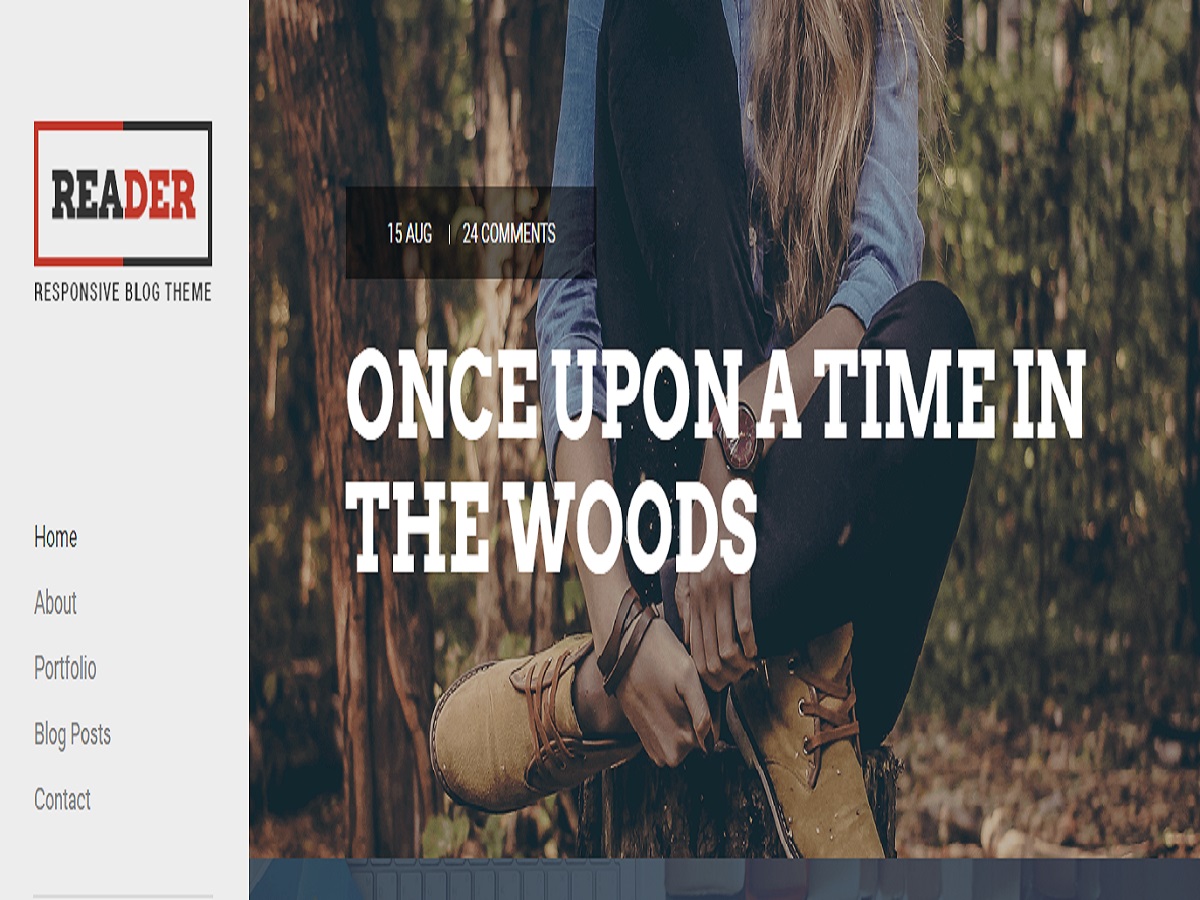 READER
RESPONSIVE BLOG THEME
Home
About
Portfolio
Blog Posts
Contact
15 AUG | 24 COMMENTS
ONCE UPON A TIME IN
THE WOODS